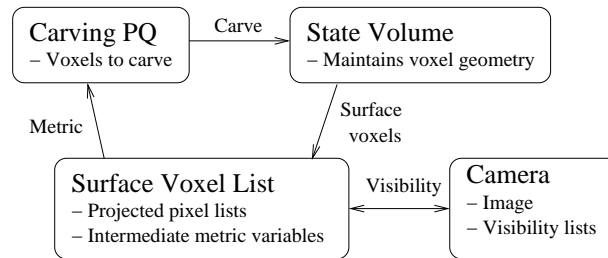 Carving PQ
– Voxels to carve
Carve
State Volume
– Maintains voxel geometry
Metric
Surface
voxels
Surface Voxel List
– Projected pixel lists
– Intermediate metric variables
Visibility
Camera
– Image
– Visibility lists